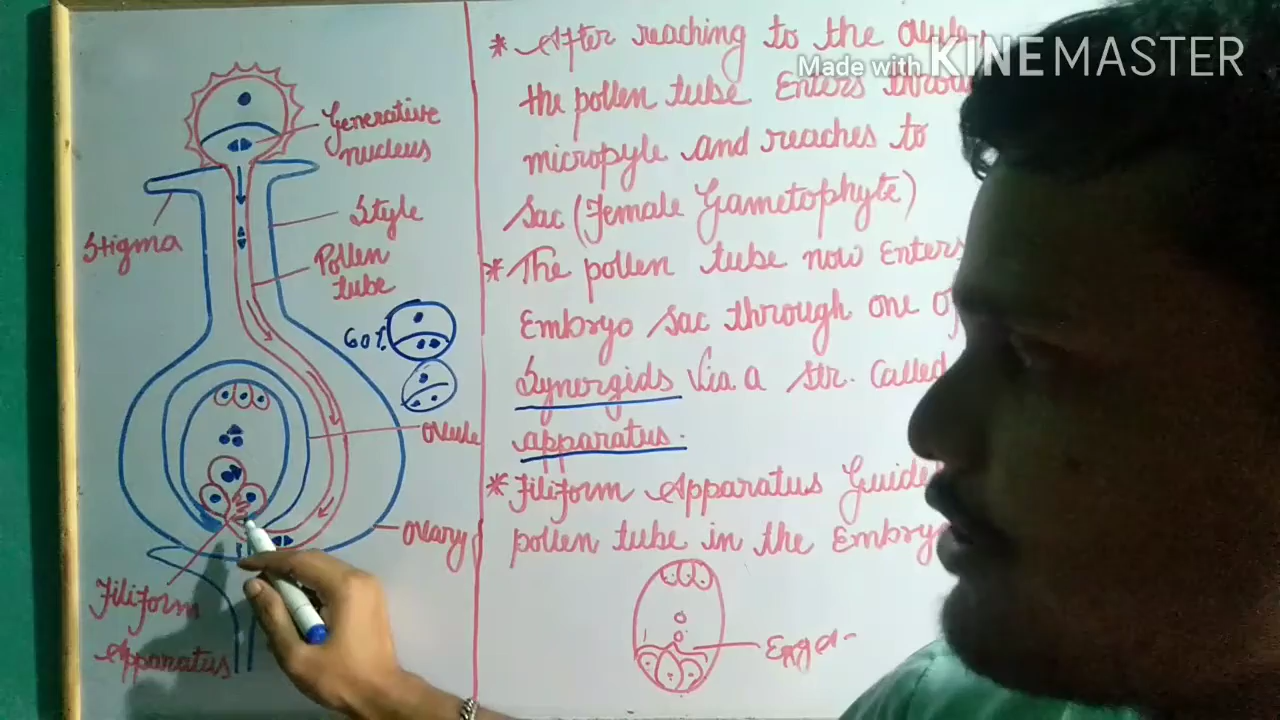 Generative
nucleus
Style
Stigma
Pollen
tube
60%
Ovule
Ovary
Filiform
Apparatus
* After reaching to the
the pollen tube Enters
micropyle and reaches to
Sac (Female Gametophyte)
* The pollen tube now Enters
Embryo Sac through one of
Synergids Via a str. Called
apparatus.
* Filiform Apparatus Guide
pollen tube in the Embryo
Made with KINEMASTER